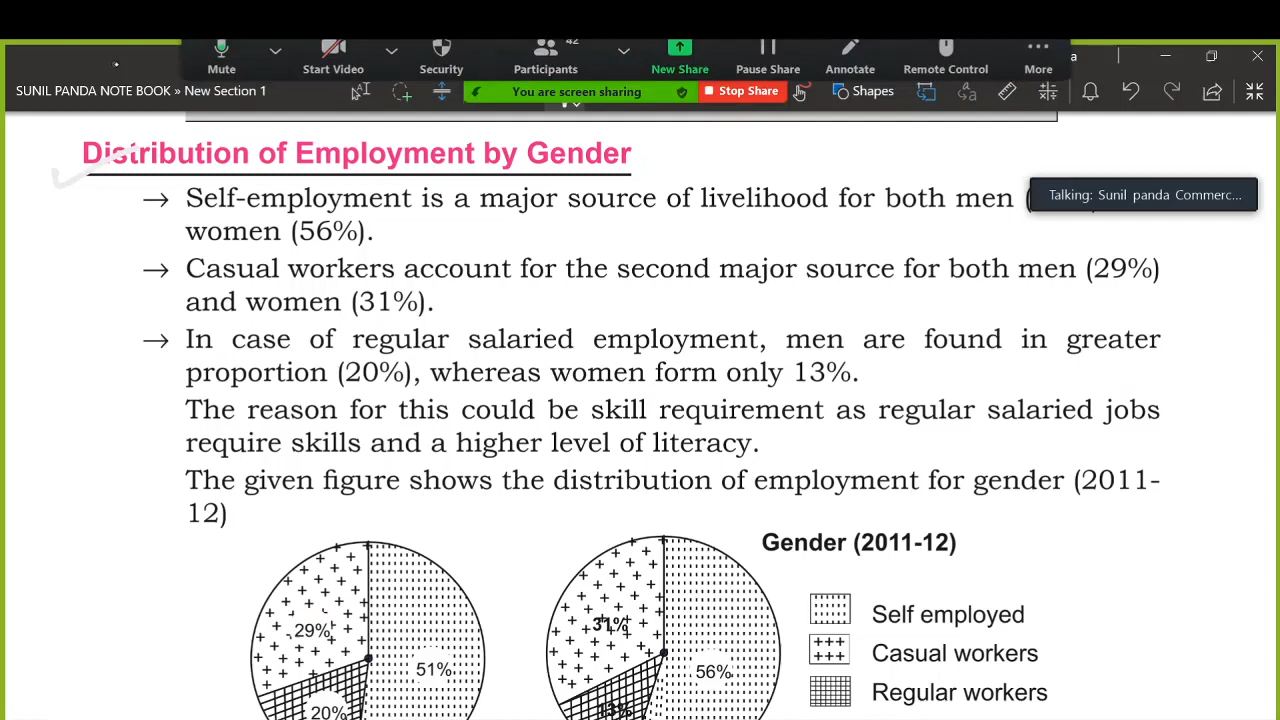 42
Mute
Start Video
Security
Participants
New Share
Pause Share
Annotate
Remote Control
More
a
SUNIL PANDA NOTE BOOK » New Section 1
You are screen sharing
Stop Share
Shapes
Distribution of Employment by Gender
Talking: Sunil panda Commerc...
→ Self-employment is a major source of livelihood for both men (
women (56%).
→ Casual workers account for the second major source for both men (29%)
and women (31%).
→ In case of regular salaried employment, men are found in greater
proportion (20%), whereas women form only 13%.
The reason for this could be skill requirement as regular salaried jobs
require skills and a higher level of literacy.
The given figure shows the distribution of employment for gender (2011-
12)
Gender (2011-12)
29%
51%
20%
31%
56%
13%
Self employed
Casual workers
Regular workers